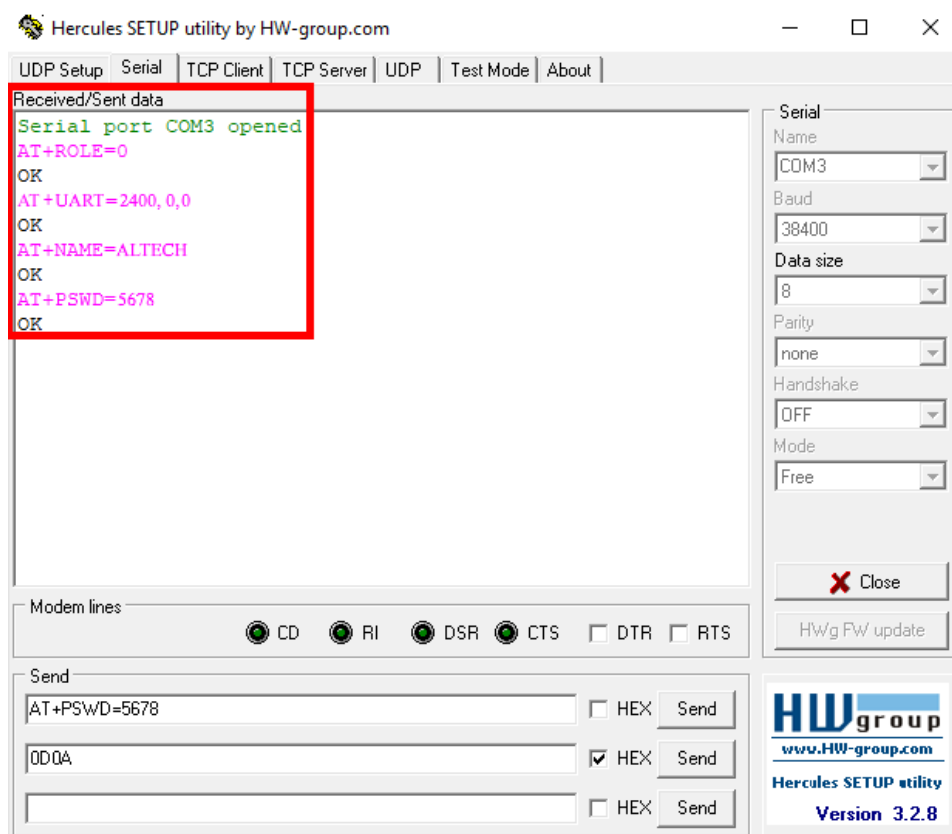 Hercules SETUP utility by HW-group.com
UDP Setup Serial TCP Client TCP Server UDP Test Mode About
Received/Sent data
Serial port COM3 opened
AT+ROLE=0
OK
AT+UART=2400, 0,0
OK
AT+NAME=ALTECH
OK
AT+PSWD=5678
OK
Serial
Name
COM3
Baud
38400
Data size
8
Parity
none
Handshake
OFF
Mode
Free
Close
HWg FW update
Modem lines
CD RI DSR CTS DTR RTS
Send
AT+PSWD=5678 HEX Send
0D0A HEX Send
HEX Send
HWgroup
www.HW-group.com
Hercules SETUP utility
Version 3.2.8